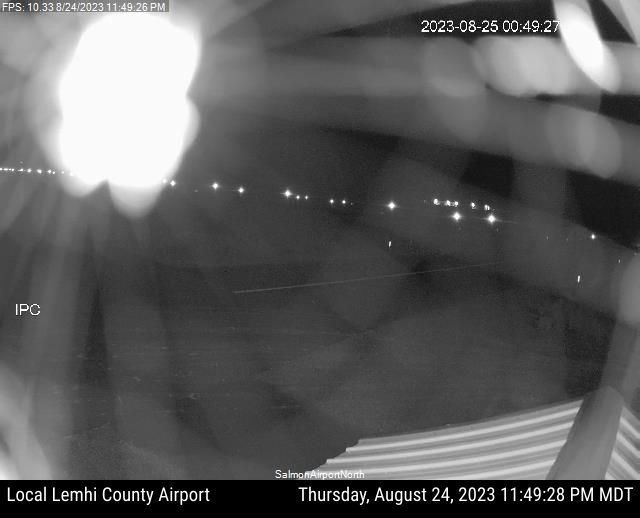 FPS: 10.33 8/24/2023 11:49:26 PM
2023-08-25 00:49:27
IPC
SalmonAirportNorth
Local Lemhi County Airport
Thursday, August 24, 2023 11:49:28 PM MDT